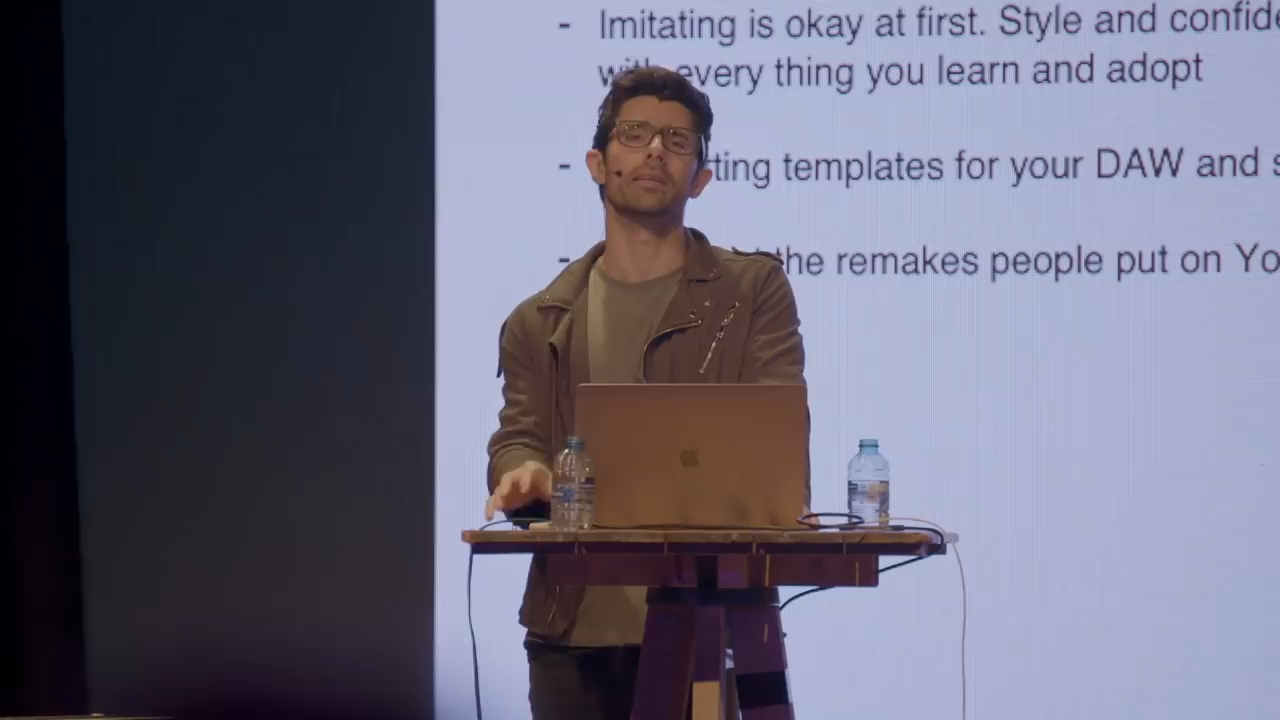 - Imitating is okay at first. Style and confide
with every thing you learn and adopt
- ting templates for your DAW and s
- the remakes people put on Yo